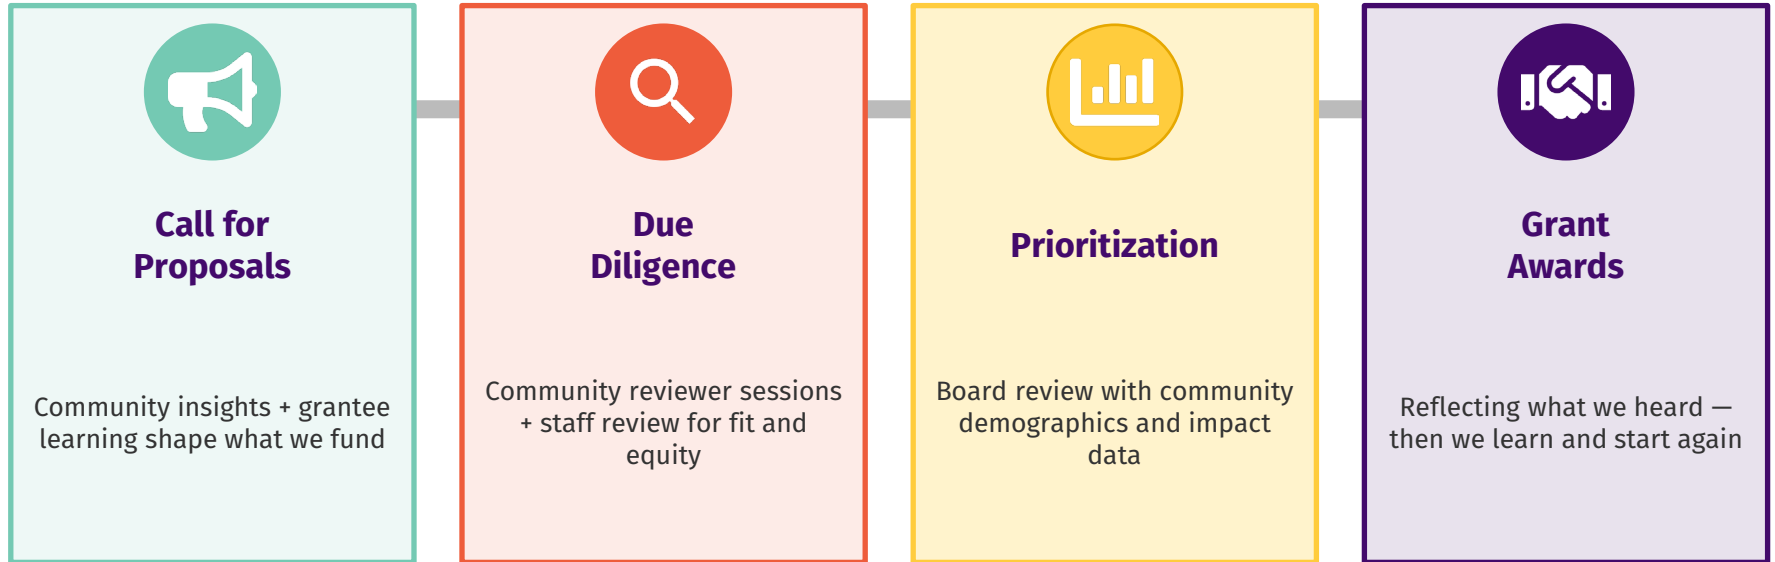 Call for
Proposals
Community insights + grantee
learning shape what we fund
Due
Diligence
Community reviewer sessions
+ staff review for fit and
equity
Prioritization
Board review with community
demographics and impact
data
Grant
Awards
Reflecting what we heard —
then we learn and start again